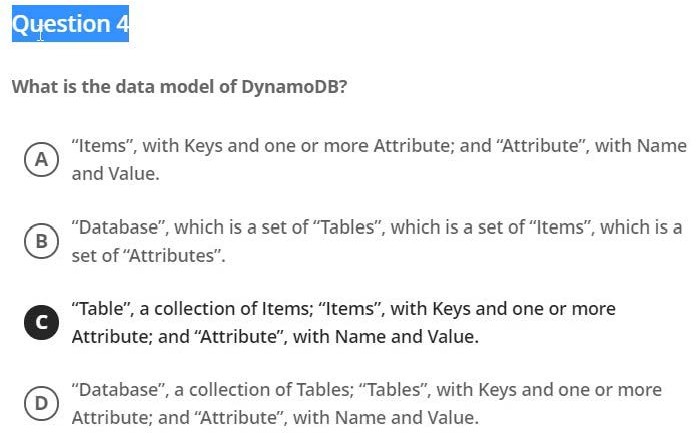 Question 4
What is the data model of DynamoDB?
A
“Items”, with Keys and one or more Attribute; and “Attribute”, with Name
and Value.
B
“Database”, which is a set of “Tables”, which is a set of “Items”, which is a
set of “Attributes”.
C
“Table”, a collection of Items; “Items”, with Keys and one or more
Attribute; and “Attribute”, with Name and Value.
D
“Database”, a collection of Tables; “Tables”, with Keys and one or more
Attribute; and “Attribute”, with Name and Value.